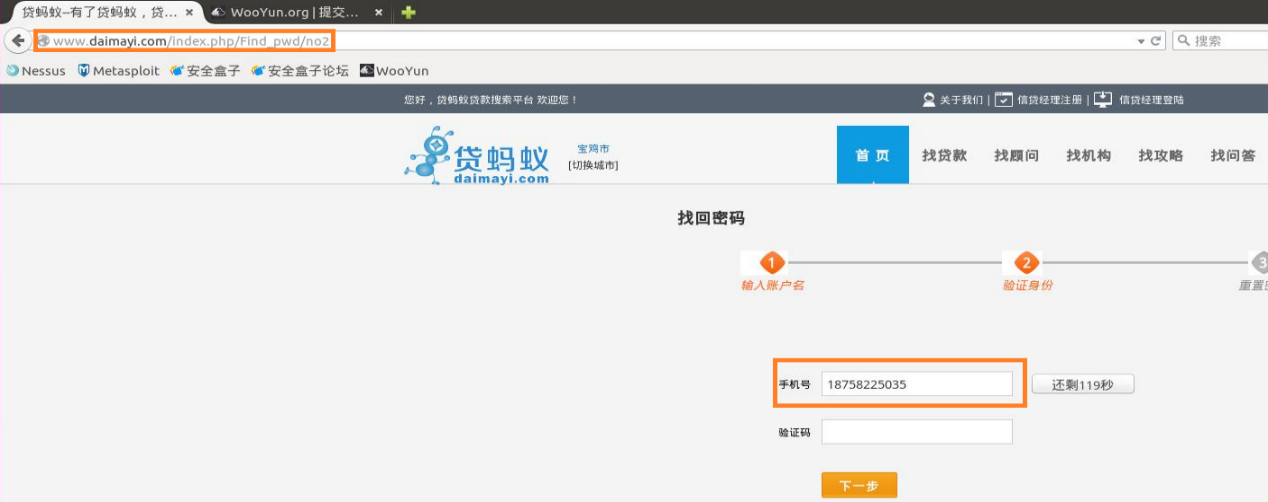 贷蚂蚁--有了贷蚂蚁，贷... × WooYun.org | 提交... ×
www.daimayi.com/index.php/Find_pwd/no2 搜索
Nessus Metasploit 安全盒子 安全盒子论坛 WooYun
您好，贷蚂蚁贷款搜索平台 欢迎您！ 关于我们 | 信贷经理注册 | 信贷经理登陆
贷蚂蚁 宝鸡市
daimayi.com [切换城市]
首页 找贷款 找顾问 找机构 找攻略 找问答
找回密码
1 2 3
输入账户名 验证身份 重置
手机号 18758225035 还剩119秒
验证码
下一步